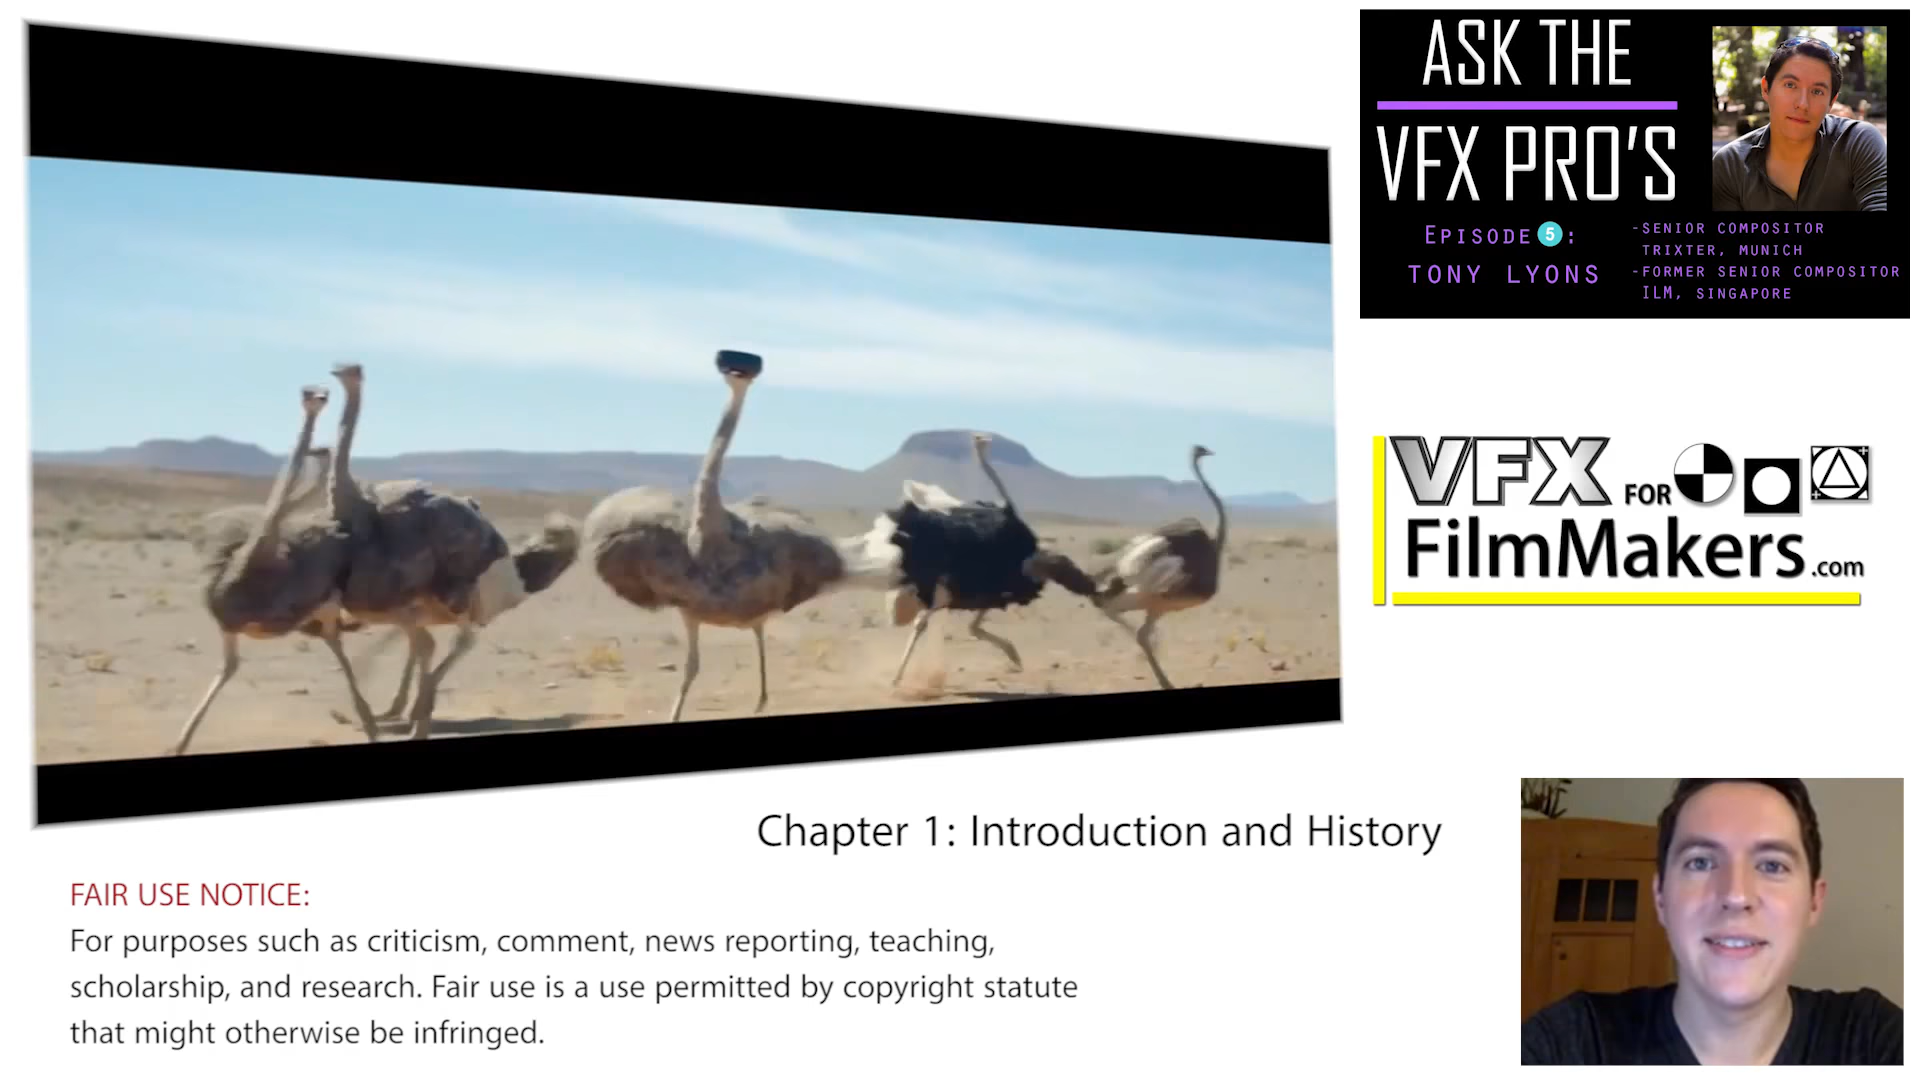 ASK THE
VFX PRO'S
EPISODE 5:
TONY LYONS
-SENIOR COMPOSITOR
TRIXTER, MUNICH
-FORMER SENIOR COMPOSITOR
ILM, SINGAPORE
VFX FOR
FilmMakers.com
Chapter 1: Introduction and History
FAIR USE NOTICE:
For purposes such as criticism, comment, news reporting, teaching,
scholarship, and research. Fair use is a use permitted by copyright statute
that might otherwise be infringed.